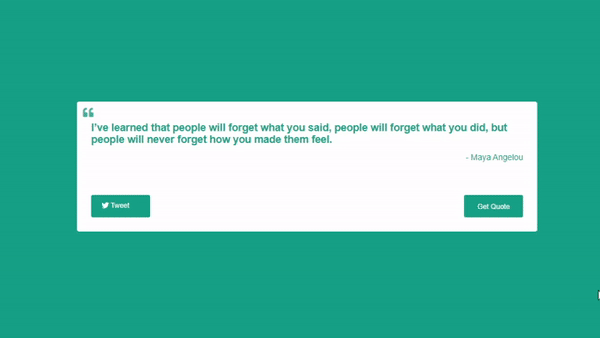 “
I've learned that people will forget what you said, people will forget what you did, but
people will never forget how you made them feel.
- Maya Angelou
Tweet
Get Quote